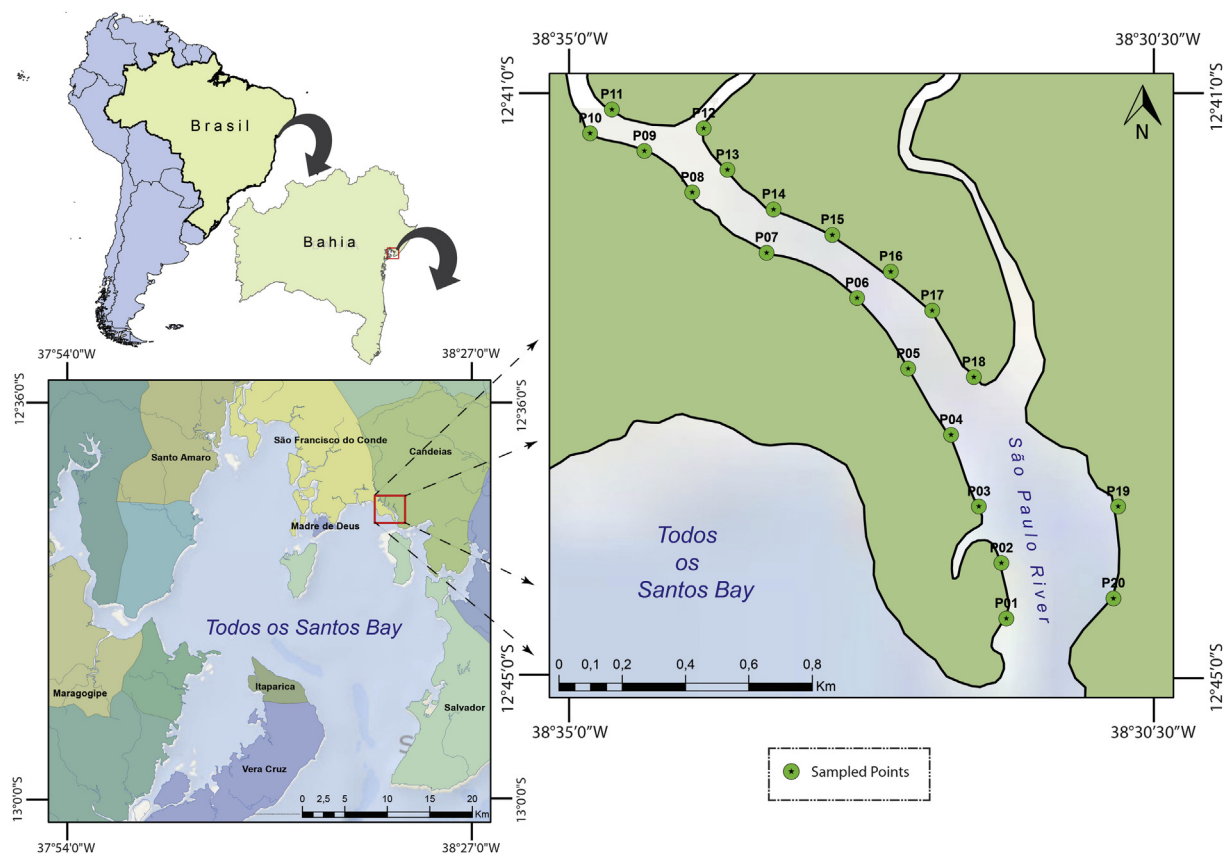 Brasil
Bahia
37°54'0"W
38°27'0"W
12°36'0"S
12°36'0"S
São Francisco do Conde
Candeias
Santo Amaro
Madre de Deus
Todos os Santos Bay
Maragogipe
Itaparica
Salvador
S
Vera Cruz
12°45'0"S
13°0'0"S
13°0'0"S
0 2,5 5 10 15 20
Km
37°54'0"W
38°27'0"W
38°35'0"W
38°30'30"W
12°41'0"S
12°41'0"S
N
P11
P10
P12
P09
P13
P08
P14
P15
P07
P16
P06
P17
P05
P18
P04
P03
P19
P02
P20
P01
São Paulo River
Todos
os
Santos Bay
0 0,1 0,2 0,4 0,6 0,8
Km
12°45'0"S
38°35'0"W
38°30'30"W
Sampled Points